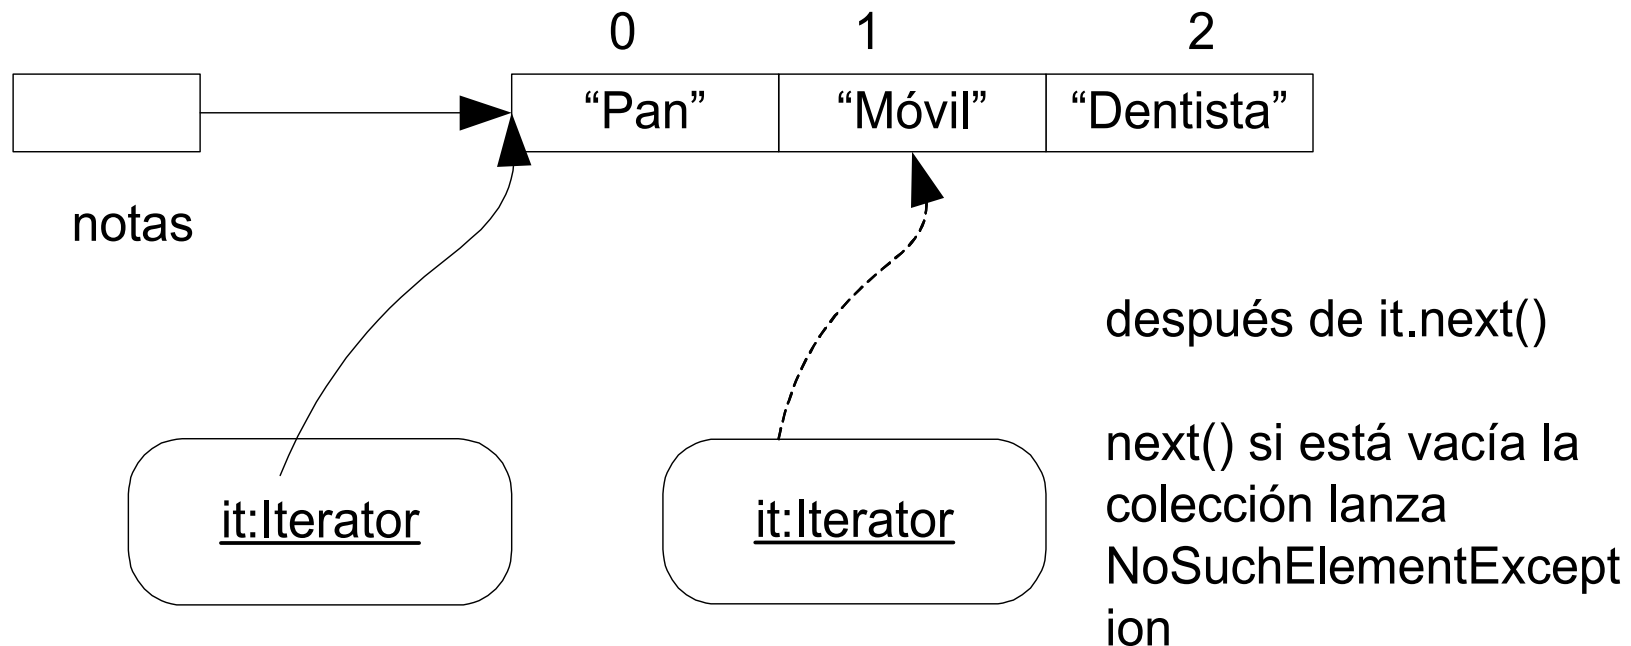 0 1 2
“Pan” “Móvil” “Dentista”
notas
después de it.next()
next() si está vacía la
colección lanza
NoSuchElementExcept
ion
it:Iterator it:Iterator